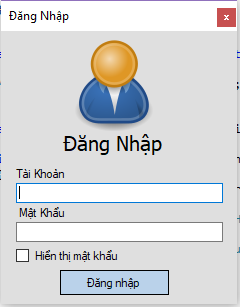 Đăng Nhập
x
Đăng Nhập
Tài Khoản
Mật Khẩu
Hiển thị mật khẩu
Đăng nhập